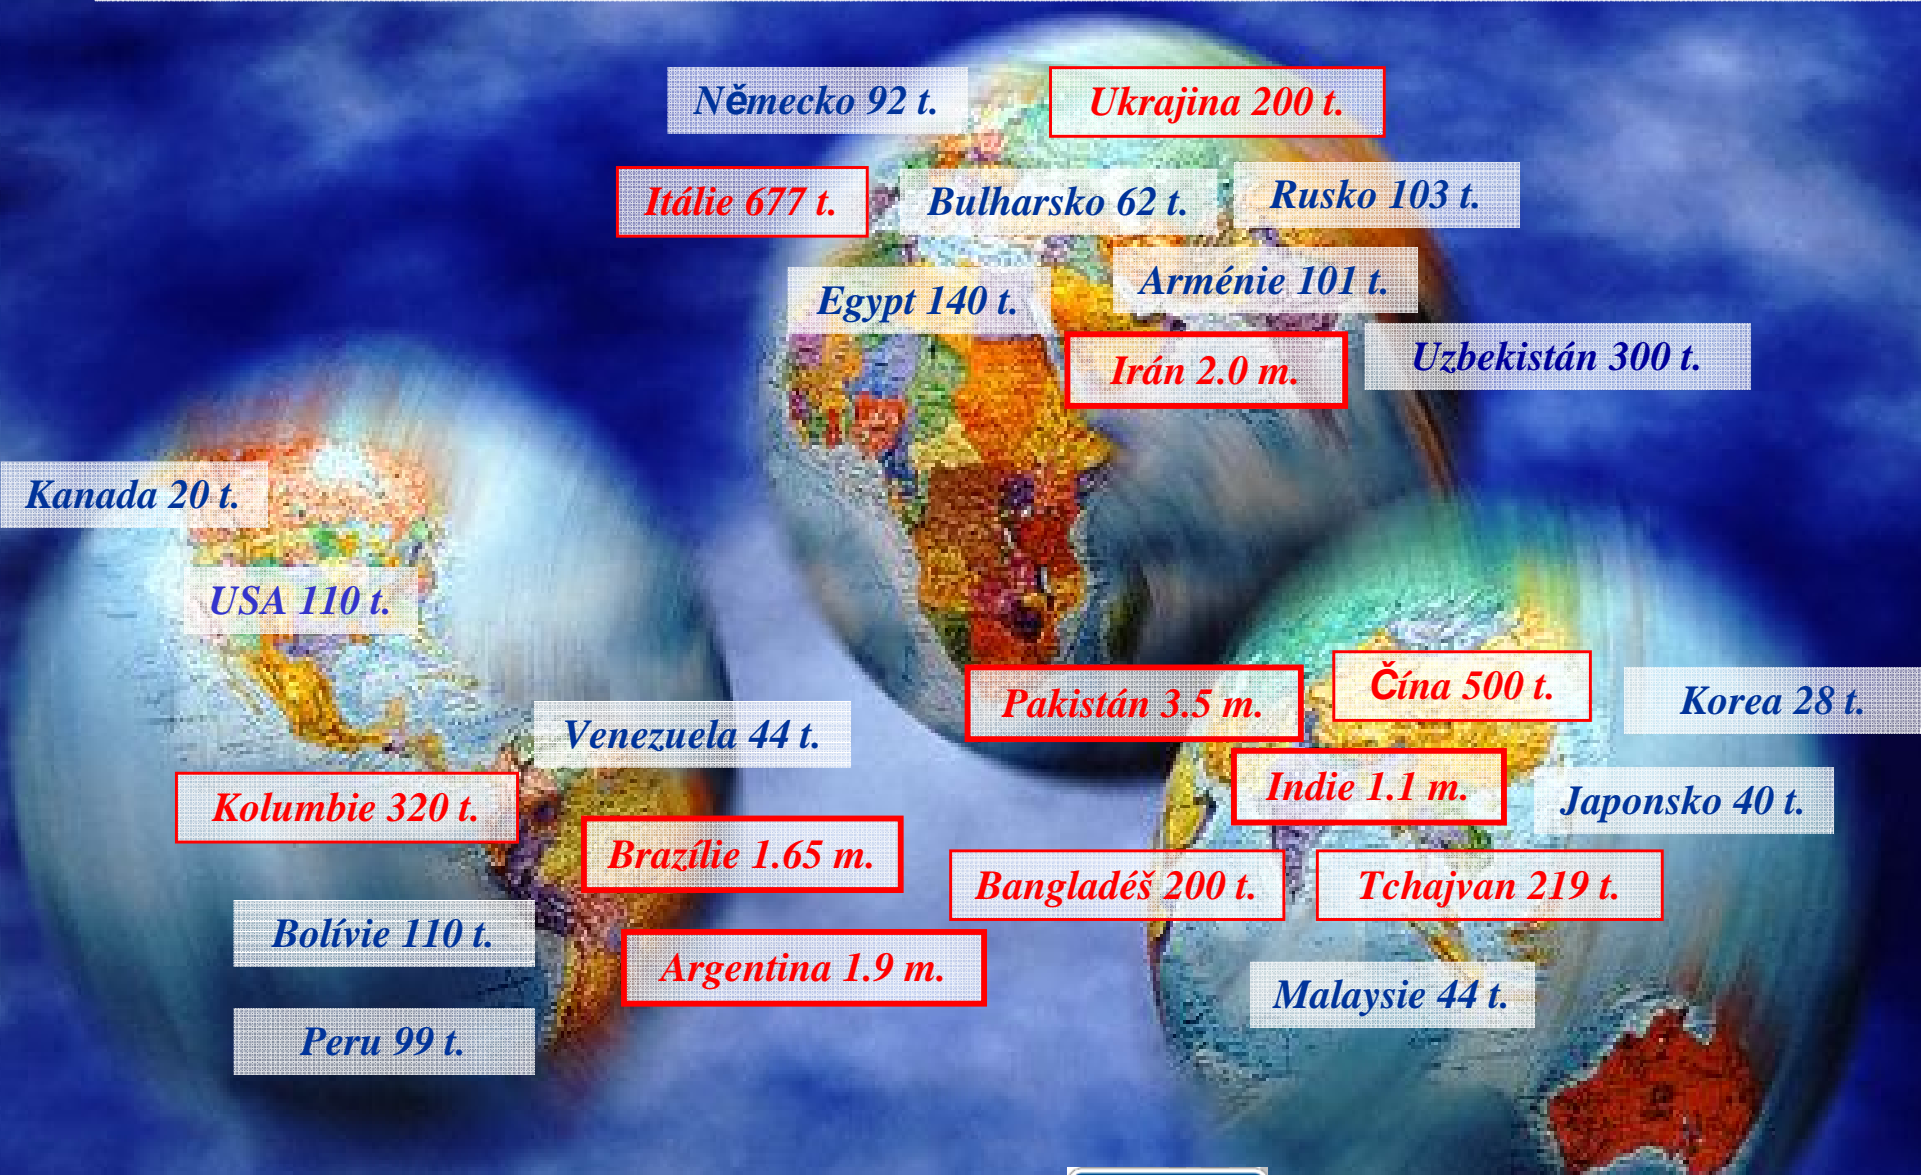 Německo 92 t.
Ukrajina 200 t.
Itálie 677 t.
Bulharsko 62 t.
Rusko 103 t.
Egypt 140 t.
Arménie 101 t.
Irán 2.0 m.
Uzbekistán 300 t.
Kanada 20 t.
USA 110 t.
Pakistán 3.5 m.
Čína 500 t.
Korea 28 t.
Venezuela 44 t.
Indie 1.1 m.
Japonsko 40 t.
Kolumbie 320 t.
Brazílie 1.65 m.
Bangladéš 200 t.
Tchajvan 219 t.
Bolívie 110 t.
Argentina 1.9 m.
Malaysie 44 t.
Peru 99 t.